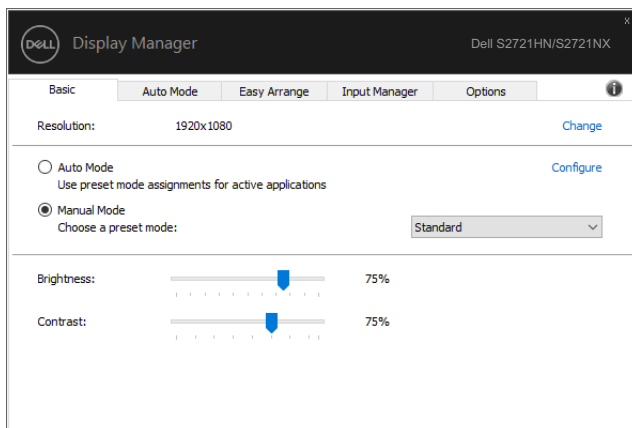 x
DELL Display Manager Dell S2721HN/S2721NX
Basic Auto Mode Easy Arrange Input Manager Options i
Resolution: 1920x1080 Change
Auto Mode Configure
Use preset mode assignments for active applications
Manual Mode
Choose a preset mode: Standard
Brightness: 75%
Contrast: 75%